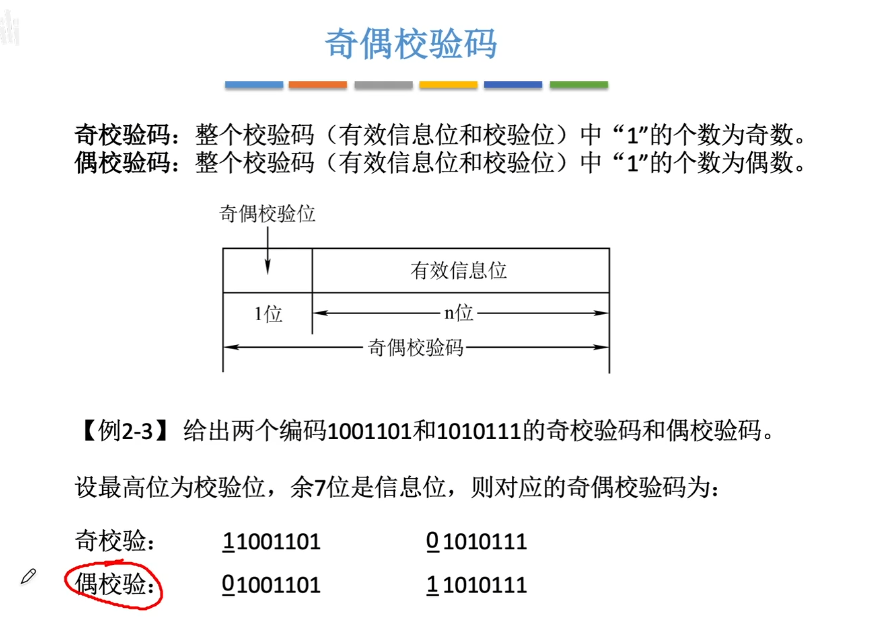 奇偶校验码
奇校验码：整个校验码（有效信息位和校验位）中“1”的个数为奇数。
偶校验码：整个校验码（有效信息位和校验位）中“1”的个数为偶数。
奇偶校验位
有效信息位
1位
n位
奇偶校验码
【例2-3】 给出两个编码1001101和1010111的奇校验码和偶校验码。
设最高位为校验位，余7位是信息位，则对应的奇偶校验码为：
奇校验： 11001101 01010111
偶校验： 01001101 11010111